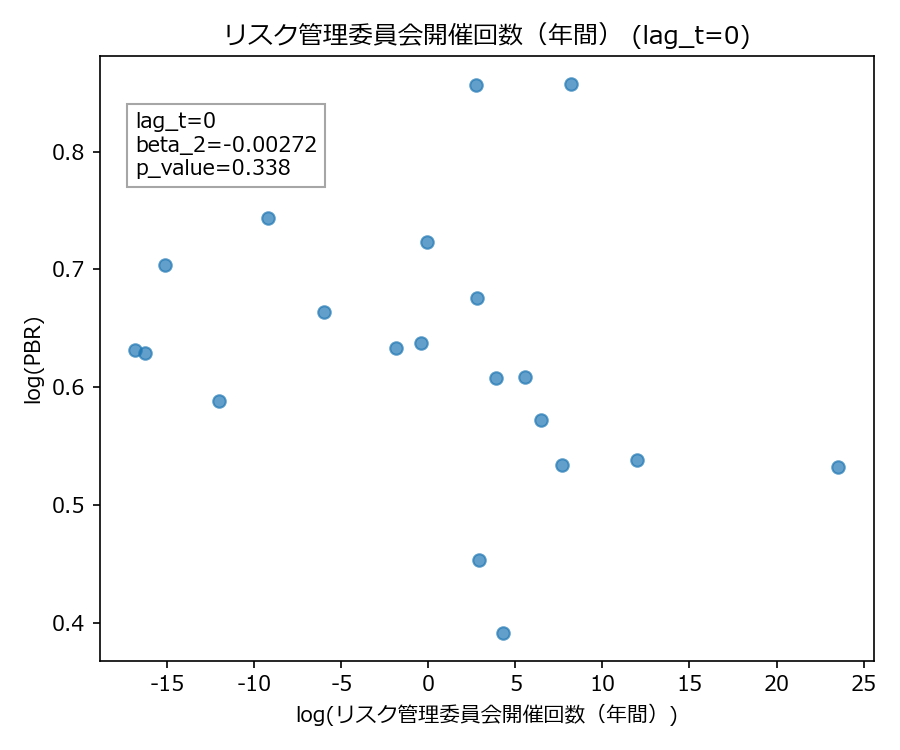 リスク管理委員会開催回数（年間） (lag_t=0)
lag_t=0
beta_2=-0.00272
p_value=0.338
log(PBR)
0.8
0.7
0.6
0.5
0.4
-15 -10 -5 0 5 10 15 20 25
log(リスク管理委員会開催回数（年間）)